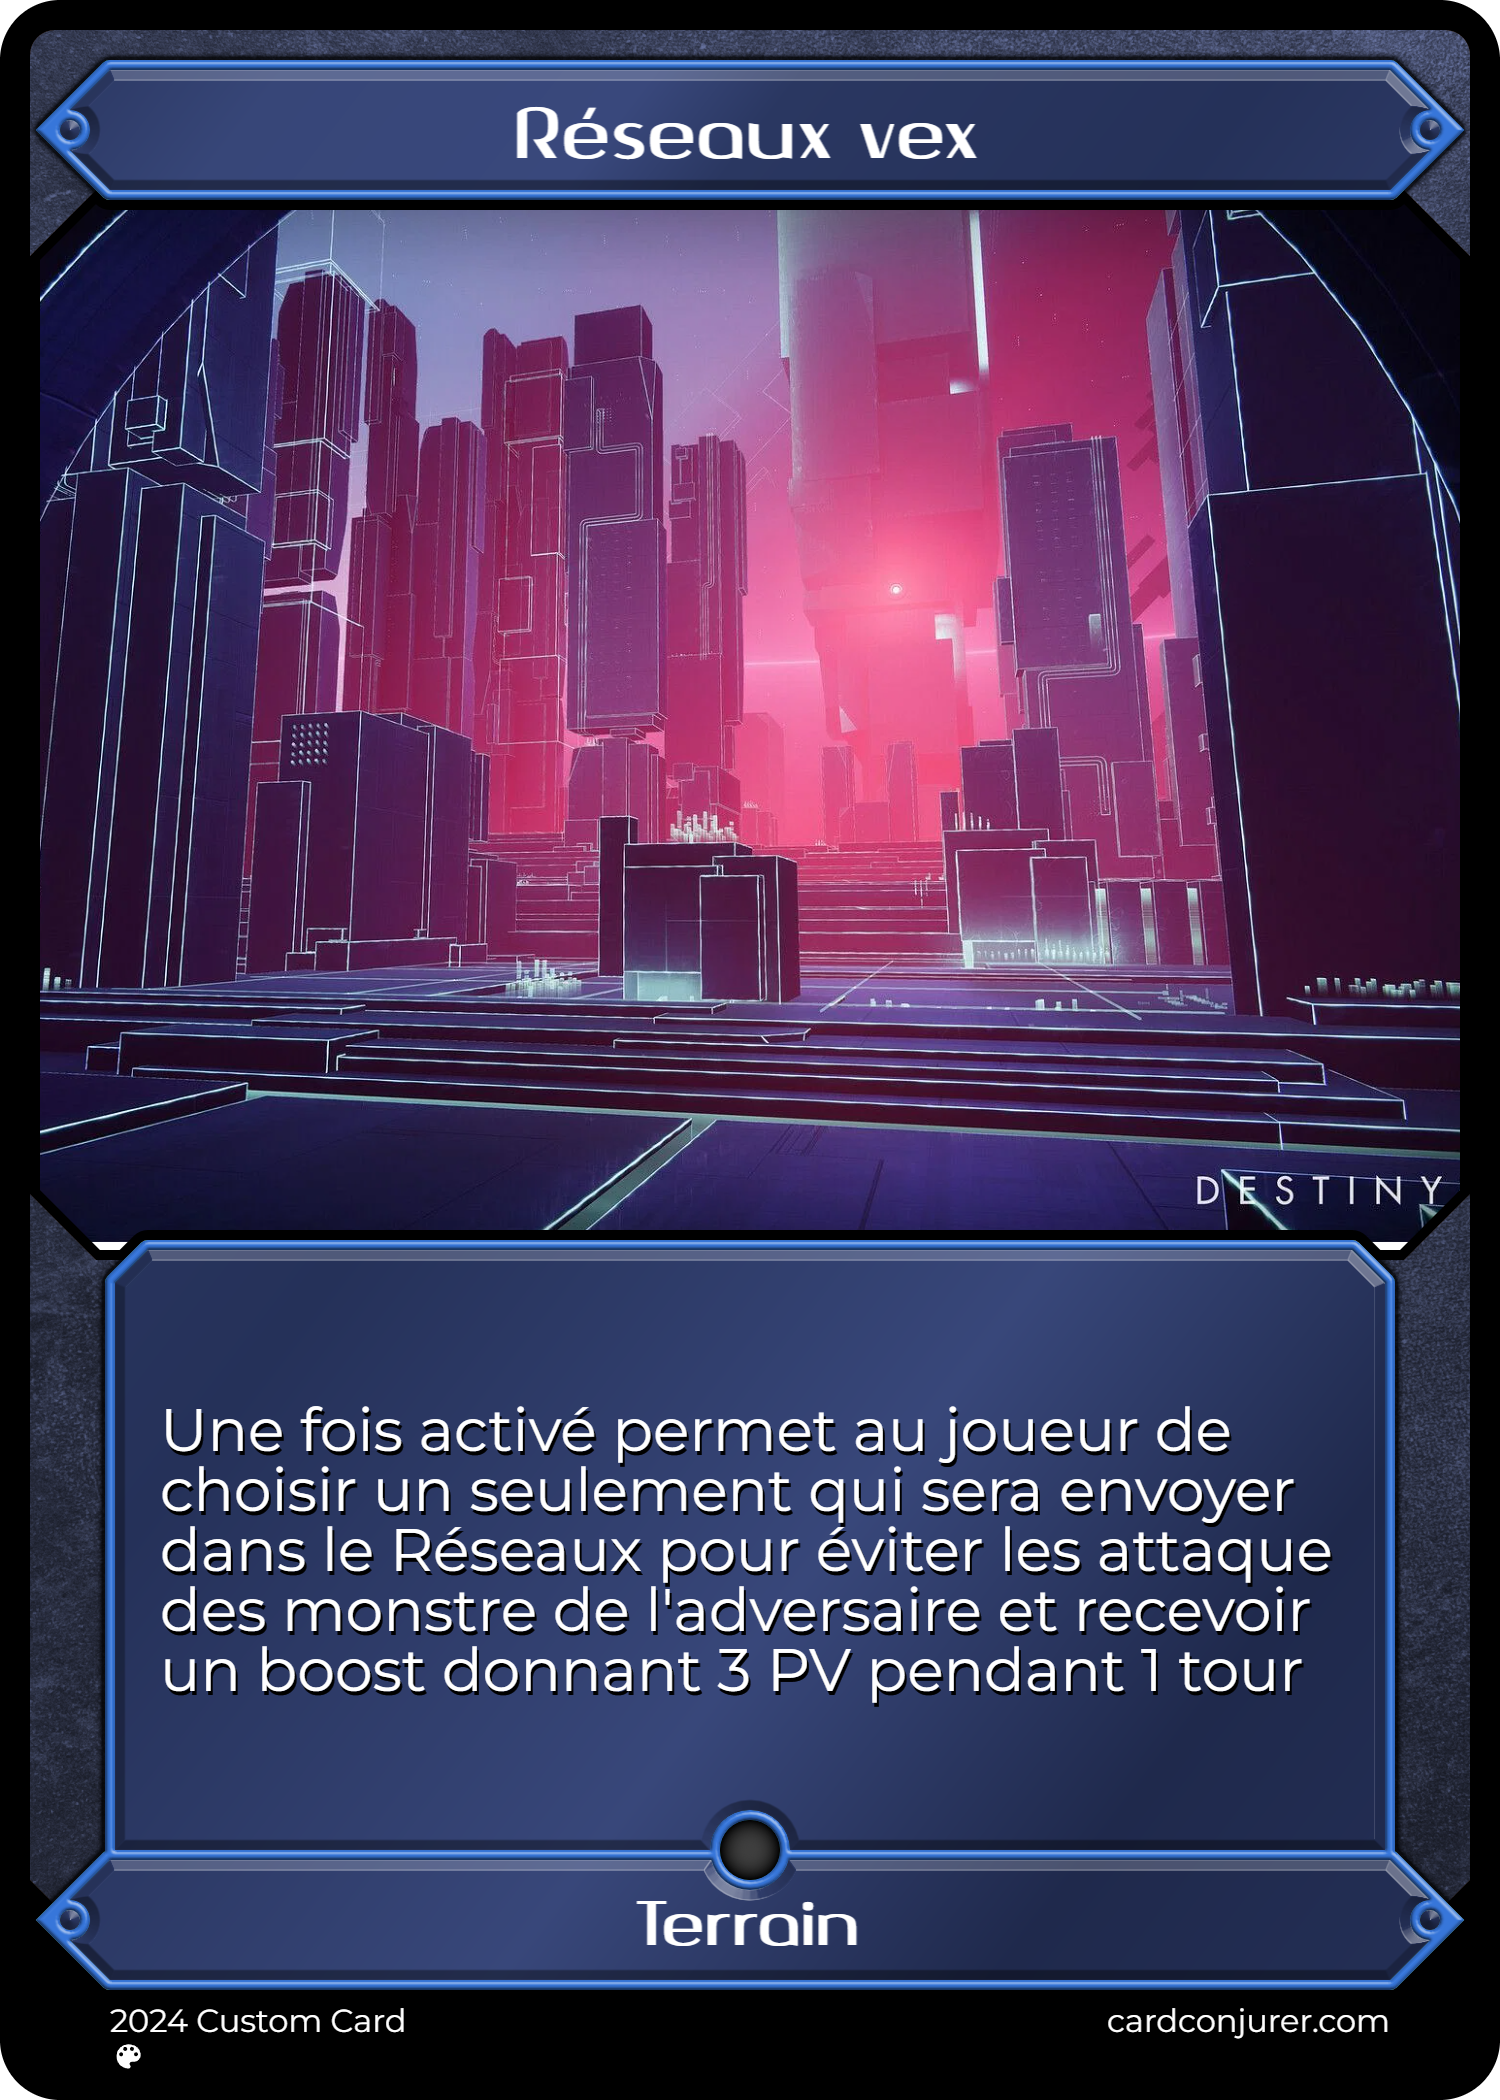 Réseaux vex
DESTINY
Une fois activé permet au joueur de
choisir un seulement qui sera envoyer
dans le Réseaux pour éviter les attaque
des monstre de l'adversaire et recevoir
un boost donnant 3 PV pendant 1 tour
Terrain
2024 Custom Card
cardconjurer.com